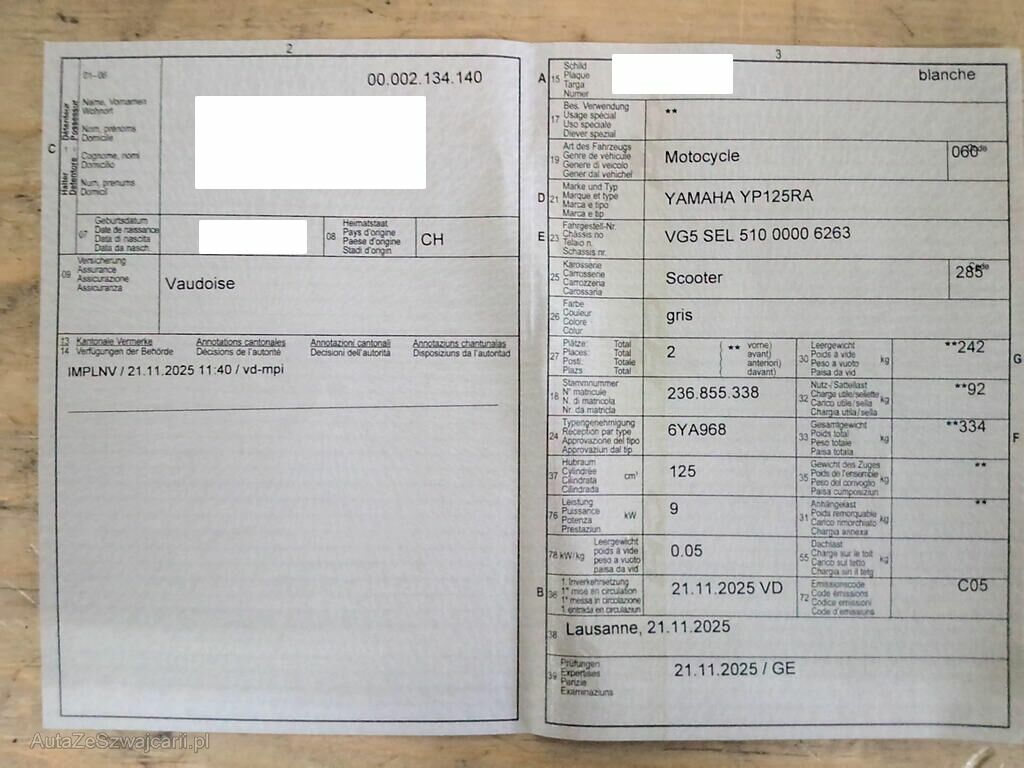 2
01-06
00.002.134.140
Halter Détenteur Detentore Possessur
C
Name, Vornamen
Wohnort
Nom, prénoms
Domicile
Cognome, nomi
Domicilio
Num, prenums
Domicil
07
Geburtsdatum
Date de naissance
Data di nascita
Data da nasch.
08
Heimatstaat
Pays d'origine
Paese d'origine
Stadi d'origin
CH
09
Versicherung
Assurance
Assicurazione
Assicuranza
Vaudoise
13 Kantonale Vermerke Annotations cantonales Annotazioni cantonali Annotaziuns chantunalas
14 Verfügungen der Behörde Décisions de l'autorité Decisioni dell'autorità Disposiziuns da l'autoritad
IMPLNV / 21.11.2025 11:40 / vd-mpi
3
A 15
Schild
Plaque
Targa
Numer
blanche
17
Bes. Verwendung
Usage spécial
Uso speciale
Diever spezial
**
19
Art des Fahrzeugs
Genre de véhicule
Genere di veicolo
Gener dal vehichel
Motocycle
Code
060
D 21
Marke und Typ
Marque et type
Marca e tipo
Marca e tip
YAMAHA YP125RA
E 23
Fahrgestell-Nr.
Châssis no
Telaio n.
Schassis nr.
VG5 SEL 510 0000 6263
25
Karosserie
Carrosserie
Carrozzeria
Carossaria
Scooter
Code
285
26
Farbe
Couleur
Colore
Colur
gris
27
Plätze: Total
Places: Total
Posti: Totale
Plazs: Total
2
( ** vorne)
avant)
anteriori)
davant)
30
Leergewicht
Poids à vide
Peso a vuoto
Paisa da vid
kg
**242
G
18
Stammnummer
N° matricule
N. di matricola
Nr. da matricla
236.855.338
32
Nutz-/Sattellast
Charge utile/sellette
Carico utile/sella
Chargia utila/sella
kg
**92
24
Typengenehmigung
Réception par type
Approvazione del tipo
Approvaziun dal tip
6YA968
33
Gesamtgewicht
Poids total
Peso totale
Paisa totala
kg
**334
F
37
Hubraum
Cylindrée
Cilindrata
Cilindrada
cm³
125
35
Gewicht des Zuges
Poids de l'ensemble
Peso del convoglio
Paisa cumposiziun
kg
**
76
Leistung
Puissance
Potenza
Prestaziun
kW
9
31
Anhängelast
Poids remorquable
Carico rimorchiato
Chargia annexa
kg
**
78 kW/kg
Leergewicht
poids à vide
peso a vuoto
paisa da vid
0.05
55
Dachlast
Charge sur le toit
Carico sul tetto
Chargia sin il tetg
kg
B 36
1. Inverkehrsetzung
1re mise en circulation
1a messa in circolazione
1. entrada en circulaziun
21.11.2025 VD
72
Emissionscode
Code émissions
Codice emissioni
Code d'emissiuns
C05
38
Lausanne, 21.11.2025
39
Prüfungen
Expertises
Perizie
Examinaziuns
21.11.2025 / GE
AutaZeSzwajcarii.pl